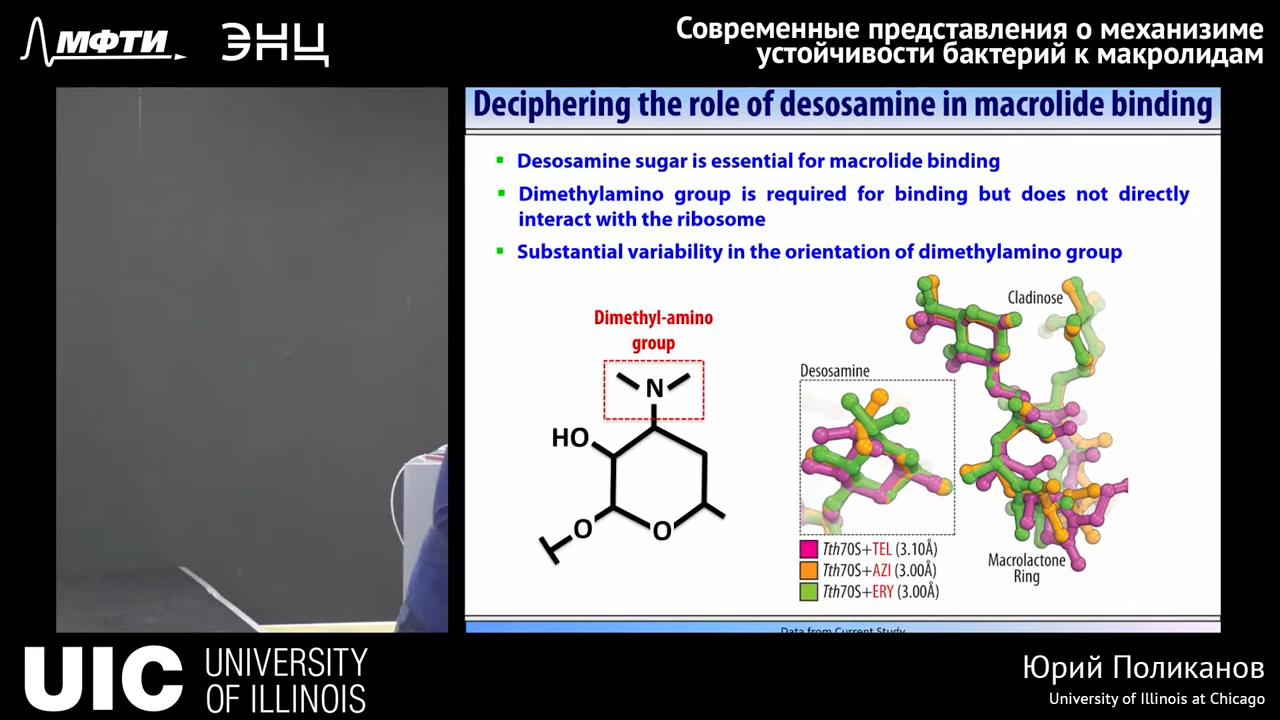 МФТИ
ЭНЦ
Современные представления о механизиме
устойчивости бактерий к макролидам
Deciphering the role of desosamine in macrolide binding
Desosamine sugar is essential for macrolide binding
Dimethylamino group is required for binding but does not directly
interact with the ribosome
Substantial variability in the orientation of dimethylamino group
Dimethyl-amino
group
N
HO
O
O
Desosamine
Cladinose
Macrolactone
Ring
Tth70S+TEL (3.10Å)
Tth70S+AZI (3.00Å)
Tth70S+ERY (3.00Å)
Data from Current Study
UIC
UNIVERSITY
OF ILLINOIS
Юрий Поликанов
University of Illinois at Chicago